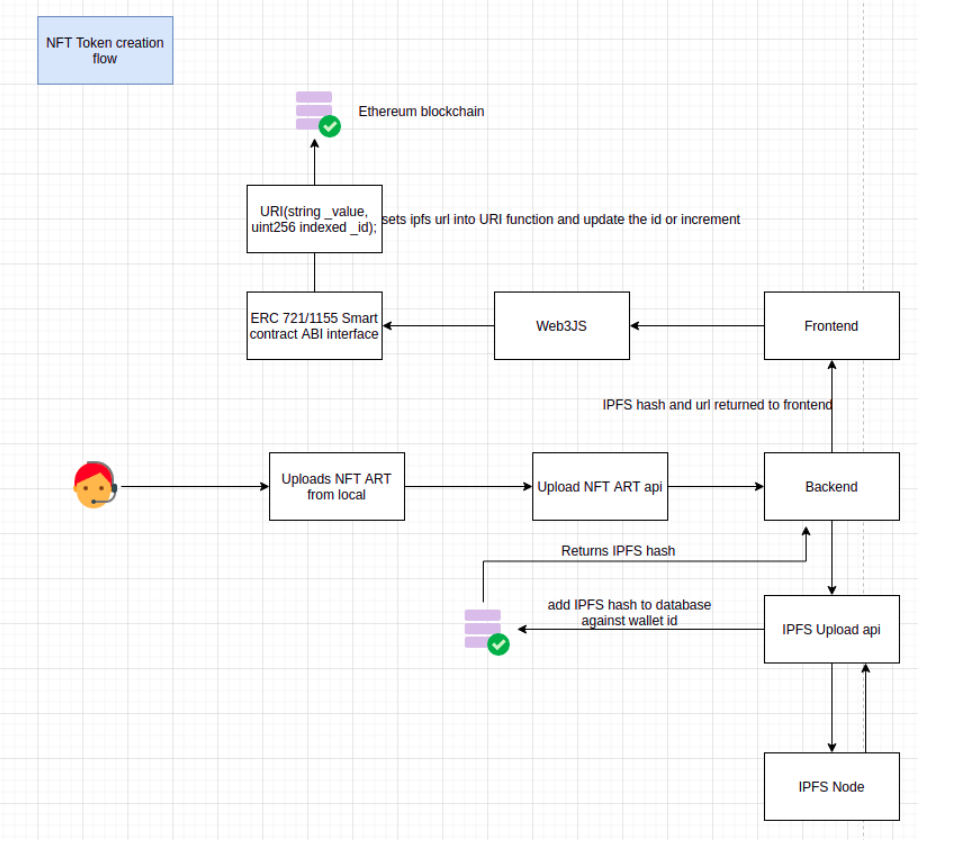 NFT Token creation
flow
Ethereum blockchain
URI(string _value,
uint256 indexed _id);
sets ipfs url into URI function and update the id or increment
ERC 721/1155 Smart
contract ABI interface
Web3JS
Frontend
IPFS hash and url returned to frontend
Uploads NFT ART
from local
Upload NFT ART api
Backend
Returns IPFS hash
add IPFS hash to database
against wallet id
IPFS Upload api
IPFS Node